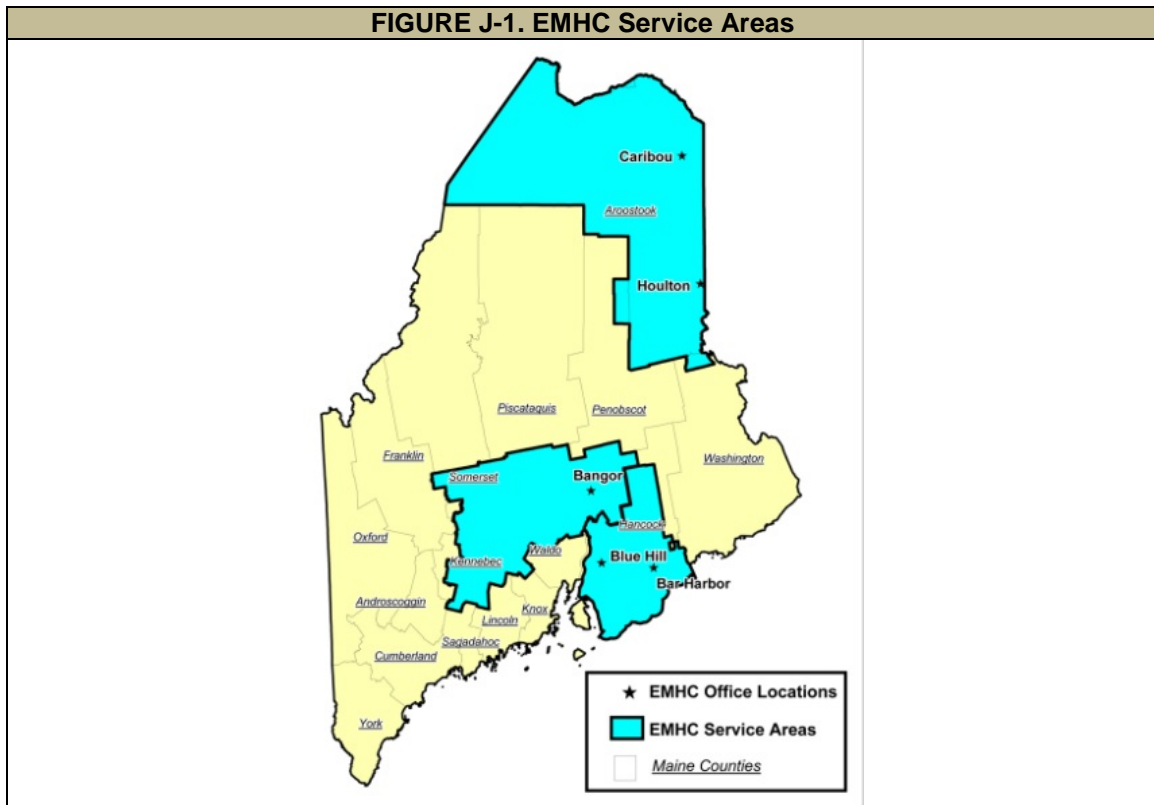 FIGURE J-1. EMHC Service Areas
Caribou
Aroostook
Houlton
Piscataquis
Penobscot
Franklin
Washington
Somerset
Bangor
Hancock
Oxford
Waldo
Kennebec
Blue Hill
Bar Harbor
Androscoggin
Knox
Lincoln
Sagadahoc
Cumberland
York
EMHC Office Locations
EMHC Service Areas
Maine Counties